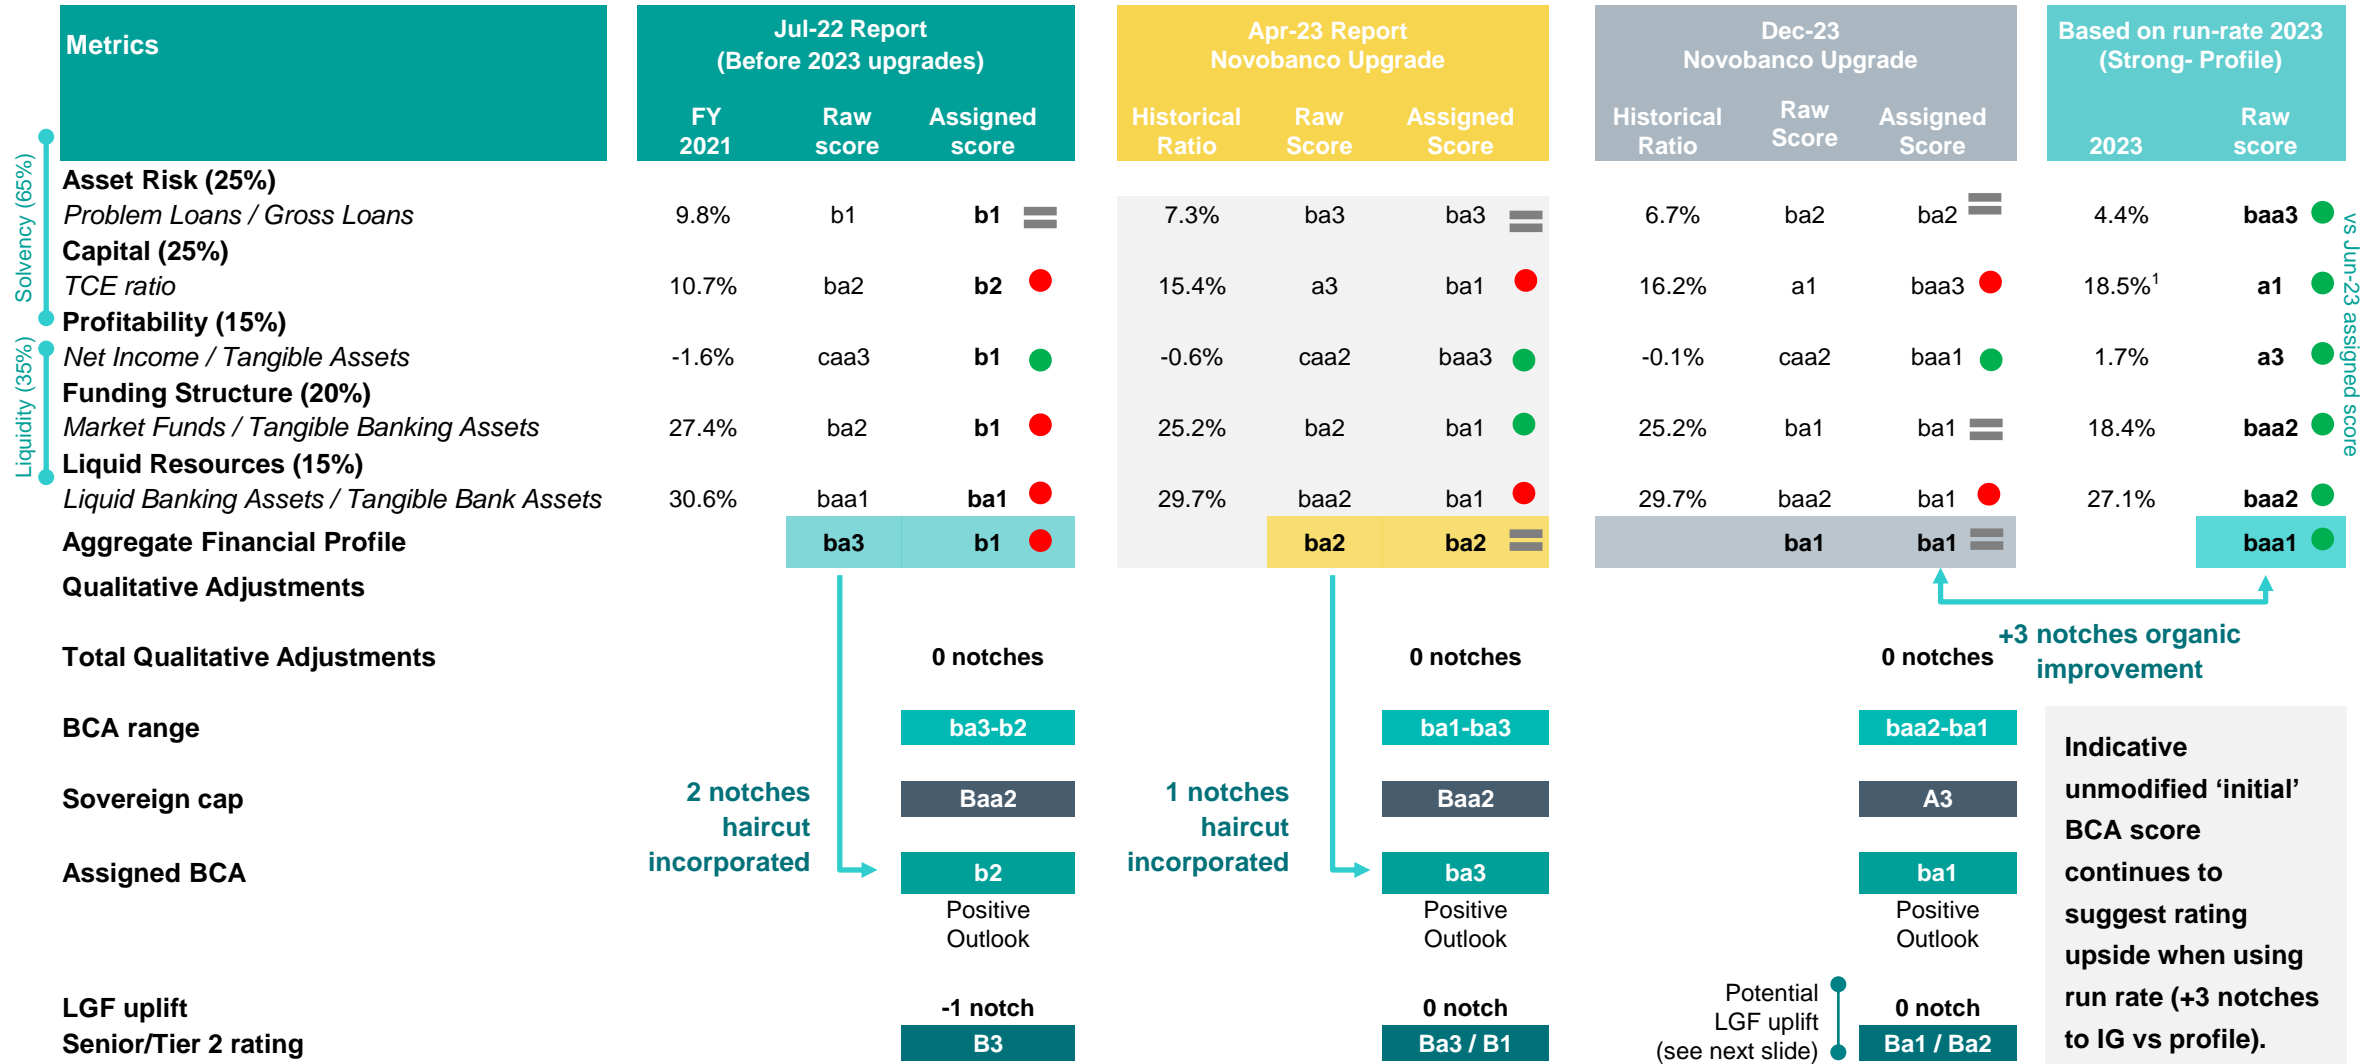 Metrics
Jul-22 Report
(Before 2023 upgrades)
Apr-23 Report
Novobanco Upgrade
Dec-23
Novobanco Upgrade
Based on run-rate 2023
(Strong- Profile)
FY
2021
Raw
score
Assigned
score
Historical
Ratio
Raw
Score
Assigned
Score
Historical
Ratio
Raw
Score
Assigned
Score
2023
Raw
score
Solvency (65%)
Liquidity (35%)
vs Jun-23 assigned score
Asset Risk (25%)
Problem Loans / Gross Loans 9.8% b1 b1 7.3% ba3 ba3 6.7% ba2 ba2 4.4% baa3
Capital (25%)
TCE ratio 10.7% ba2 b2 15.4% a3 ba1 16.2% a1 baa3 18.5%1 a1
Profitability (15%)
Net Income / Tangible Assets -1.6% caa3 b1 -0.6% caa2 baa3 -0.1% caa2 baa1 1.7% a3
Funding Structure (20%)
Market Funds / Tangible Banking Assets 27.4% ba2 b1 25.2% ba2 ba1 25.2% ba1 ba1 18.4% baa2
Liquid Resources (15%)
Liquid Banking Assets / Tangible Bank Assets 30.6% baa1 ba1 29.7% baa2 ba1 29.7% baa2 ba1 27.1% baa2
Aggregate Financial Profile ba3 b1 ba2 ba2 ba1 ba1 baa1
Qualitative Adjustments
+3 notches organic
improvement
Total Qualitative Adjustments 0 notches 0 notches 0 notches
BCA range ba3-b2 ba1-ba3 baa2-ba1
Sovereign cap Baa2 Baa2 A3
2 notches
haircut
incorporated
1 notches
haircut
incorporated
Assigned BCA b2 ba3 ba1
Positive
Outlook
Positive
Outlook
Positive
Outlook
Indicative
unmodified ‘initial’
BCA score
continues to
suggest rating
upside when using
run rate (+3 notches
to IG vs profile).
Potential
LGF uplift
(see next slide)
LGF uplift -1 notch 0 notch 0 notch
Senior/Tier 2 rating B3 Ba3 / B1 Ba1 / Ba2